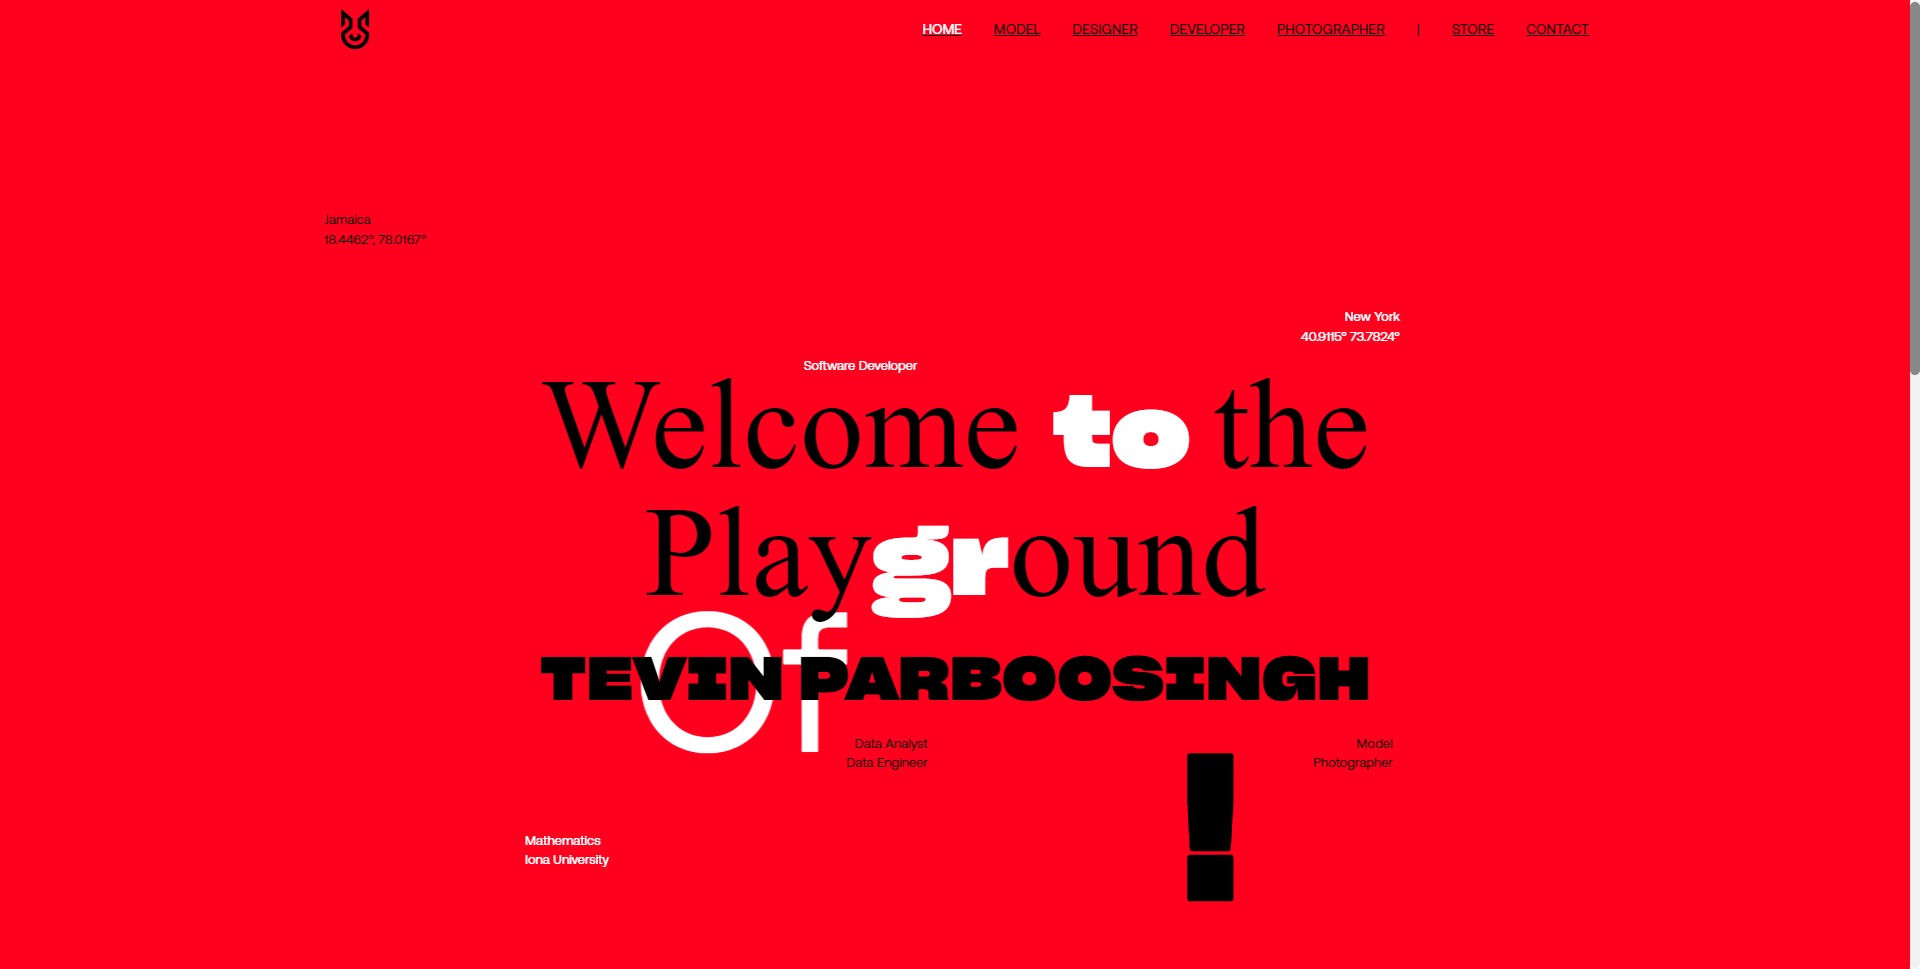 HOME MODEL DESIGNER DEVELOPER PHOTOGRAPHER | STORE CONTACT
Jamaica
18.4462°, 78.0167°
New York
40.9115° 73.7824°
Software Developer
Welcome to the
Playground
Of
TEVIN PARBOOSINGH
Data Analyst
Data Engineer
Model
Photographer
!
Mathematics
Iona University